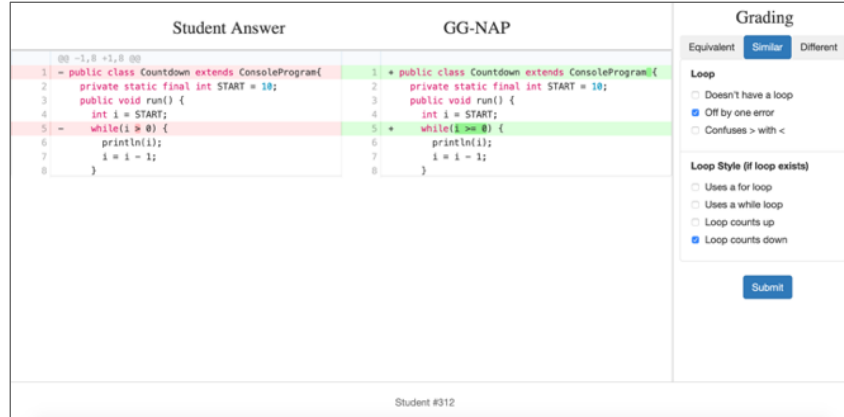 Student Answer
GG-NAP
@@ -1,8 +1,8 @@
1 - public class Countdown extends ConsoleProgram{
2 private static final int START = 10;
3 public void run() {
4 int i = START;
5 - while(i > 0) {
6 println(i);
7 i = i - 1;
8 }
1 + public class Countdown extends ConsoleProgram {
2 private static final int START = 10;
3 public void run() {
4 int i = START;
5 + while(i >= 0) {
6 println(i);
7 i = i - 1;
8 }
Grading
Equivalent Similar Different
Loop
Doesn't have a loop
Off by one error
Confuses > with <
Loop Style (if loop exists)
Uses a for loop
Uses a while loop
Loop counts up
Loop counts down
Submit
Student #312